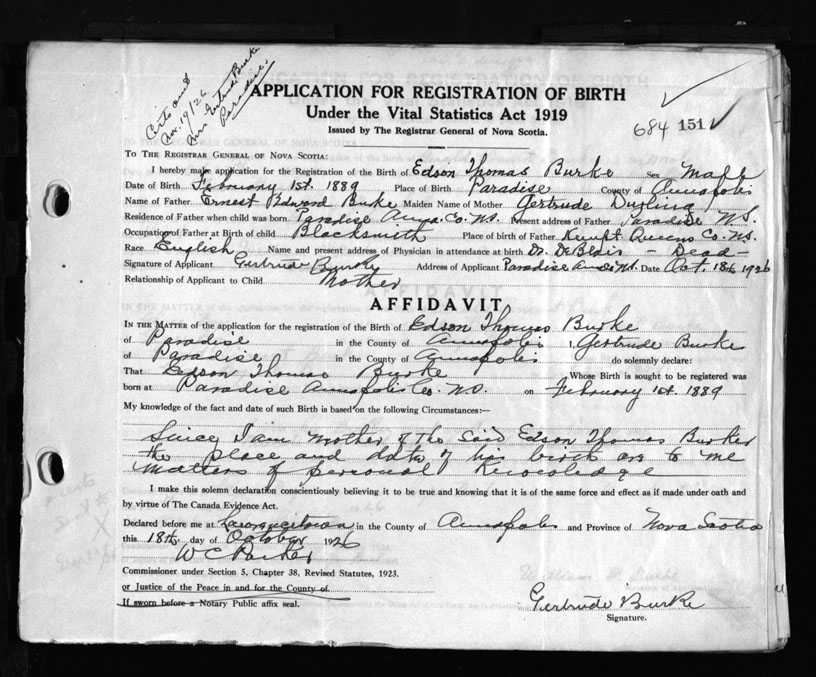 Certs and
Nov. 19/26
Mrs Gertrude Burke
Paradise.
APPLICATION FOR REGISTRATION OF BIRTH
Under the Vital Statistics Act 1919
Issued by The Registrar General of Nova Scotia.
684 151
To The Registrar General of Nova Scotia:
I hereby make application for the Registration of the Birth of Edson Thomas Burke Sex Male
Date of Birth February 1st. 1889 Place of Birth Paradise County of Annapolis
Name of Father Ernest Edward Burke Maiden Name of Mother Gertrude Durling
Residence of Father when child was born Paradise Anna. Co. N.S. Present address of Father Paradise N.S.
Occupation of Father at Birth of child Blacksmith Place of birth of Father Kempt Queens Co. N.S.
Race English Name and present address of Physician in attendance at birth Dr. DeBlois - Dead -
Signature of Applicant Gertrude Burke Address of Applicant Paradise N.S. Date Oct. 18th 1926
Relationship of Applicant to Child Mother
AFFIDAVIT
In the Matter of the application for the registration of the Birth of Edson Thomas Burke
of Paradise in the County of Annapolis I, Gertrude Burke
of Paradise in the County of Annapolis do solemnly declare:
That Edson Thomas Burke Whose Birth is sought to be registered was
born at Paradise Annapolis Co. N.S. on February 1st. 1889
My knowledge of the fact and date of such Birth is based on the following Circumstances:—
Since I am Mother of the said Edson Thomas Burke
the place and date of his birth are to me
matters of personal knowledge
I make this solemn declaration conscientiously believing it to be true and knowing that it is of same force and effect as if made under oath and
by virtue of The Canada Evidence Act.
Declared before me at Lawrencetown in the County of Annapolis and Province of Nova Scotia
this 18th. day of October 1926
W C Parker
Commissioner under Section 5, Chapter 38, Revised Statutes, 1923.
or Justice of the Peace in and for the County of
If sworn before a Notary Public affix seal.
Gertrude Burke
Signature.